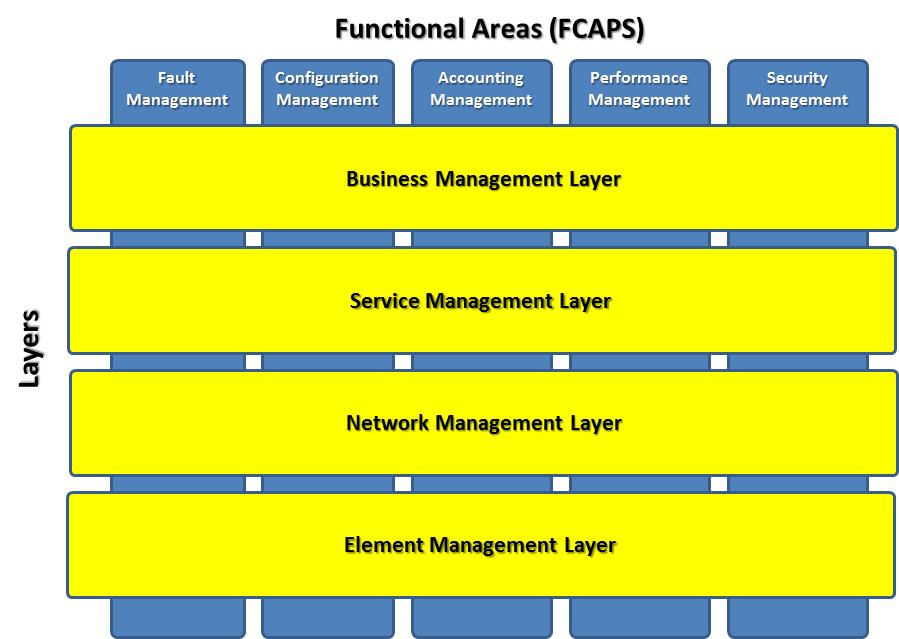 Functional Areas (FCAPS)
Fault
Management
Configuration
Management
Accounting
Management
Performance
Management
Security
Management
Business Management Layer
Service Management Layer
Network Management Layer
Element Management Layer
Layers